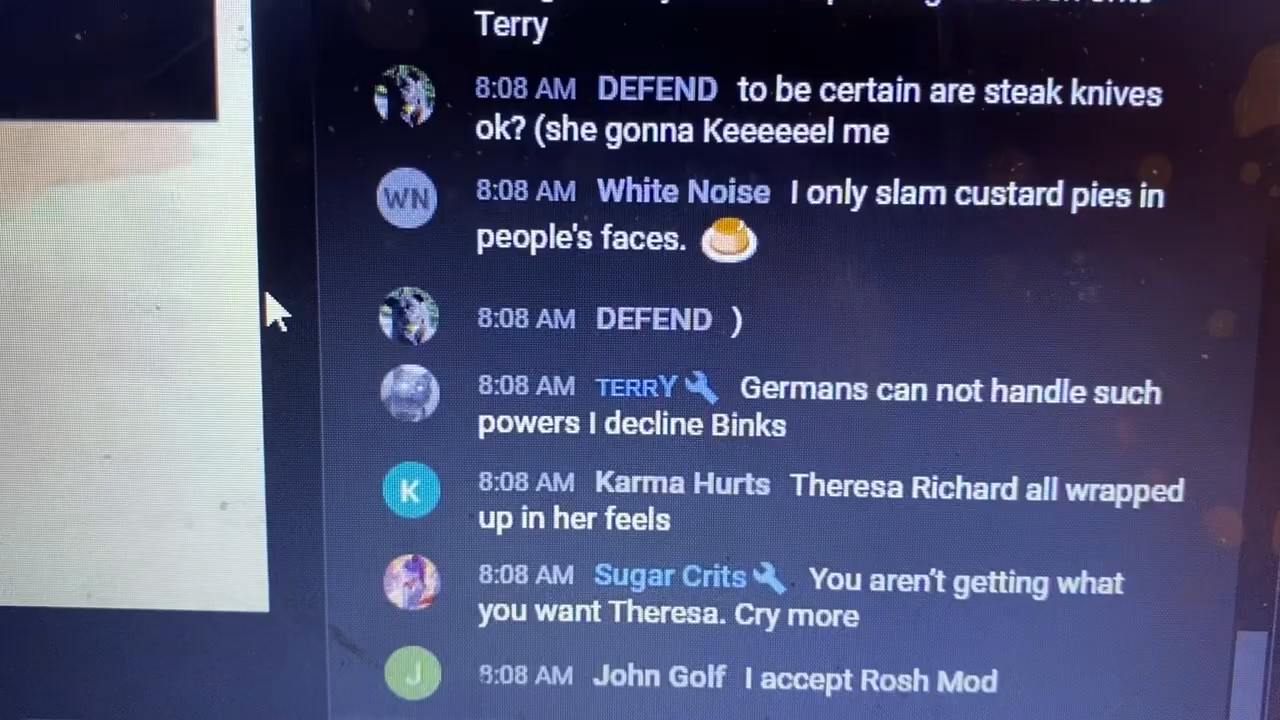 Terry
8:08 AM DEFEND to be certain are steak knives
ok? (she gonna Keeeeeel me
WN 8:08 AM White Noise I only slam custard pies in
people's faces.
8:08 AM DEFEND )
8:08 AM TERRY Germans can not handle such
powers I decline Binks
K 8:08 AM Karma Hurts Theresa Richard all wrapped
up in her feels
8:08 AM Sugar Crits You aren't getting what
you want Theresa. Cry more
J 8:08 AM John Golf I accept Rosh Mod